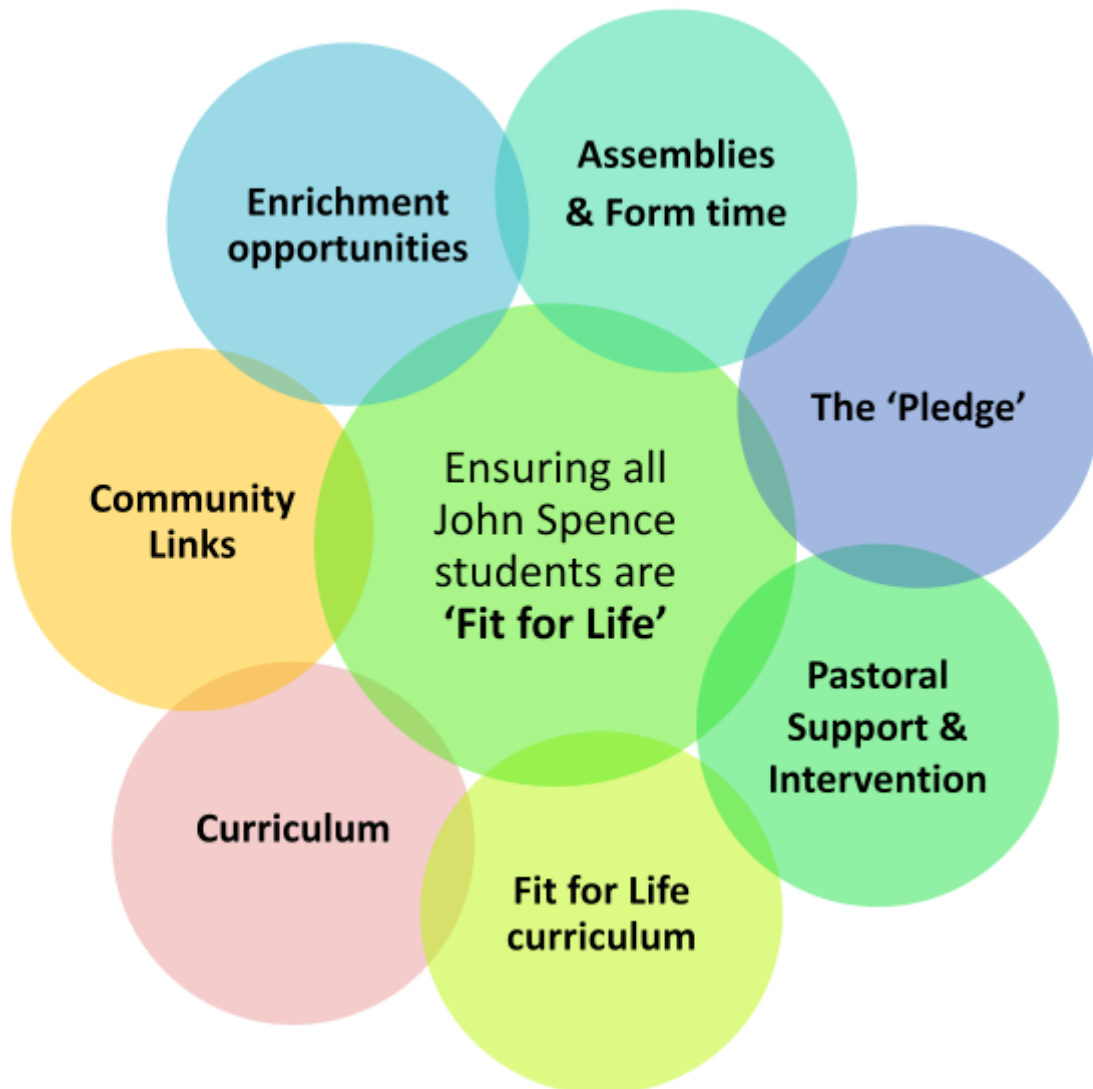 Assemblies
& Form time
Enrichment
opportunities
The ‘Pledge’
Ensuring all
John Spence
students are
‘Fit for Life’
Community
Links
Pastoral
Support &
Intervention
Curriculum
Fit for Life
curriculum